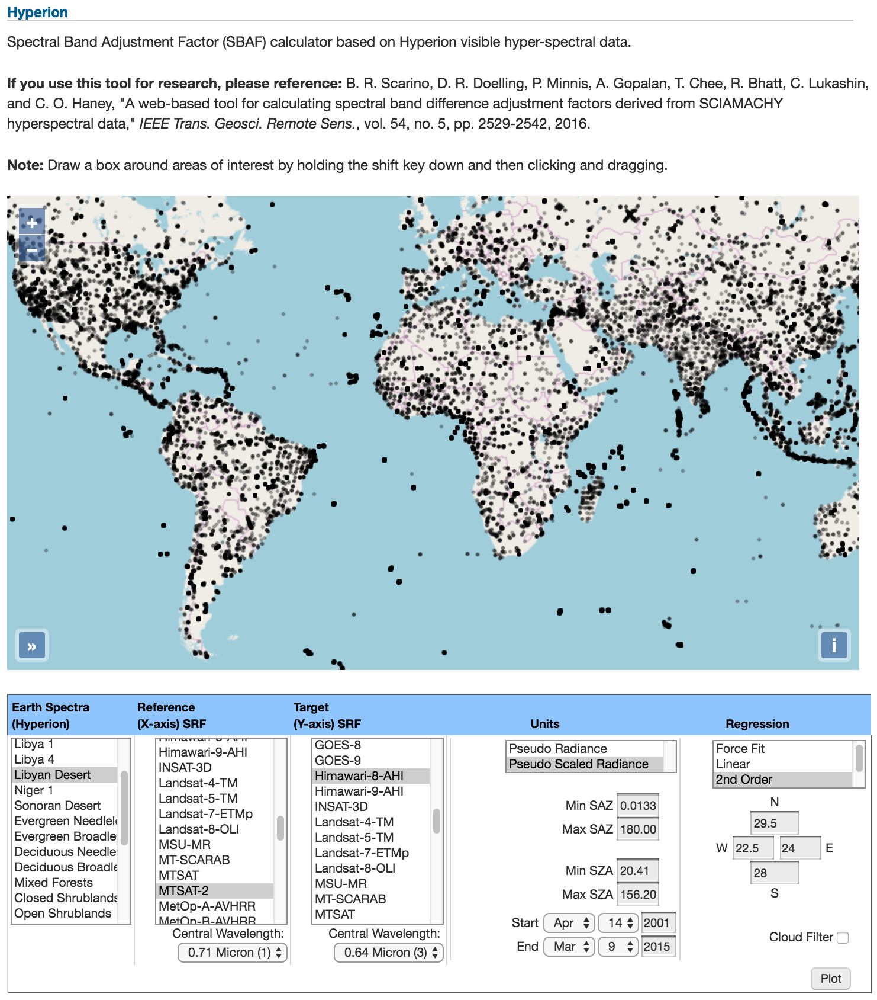 Hyperion
Spectral Band Adjustment Factor (SBAF) calculator based on Hyperion visible hyper-spectral data.
If you use this tool for research, please reference: B. R. Scarino, D. R. Doelling, P. Minnis, A. Gopalan, T. Chee, R. Bhatt, C. Lukashin,
and C. O. Haney, "A web-based tool for calculating spectral band difference adjustment factors derived from SCIAMACHY
hyperspectral data," IEEE Trans. Geosci. Remote Sens., vol. 54, no. 5, pp. 2529-2542, 2016.
Note: Draw a box around areas of interest by holding the shift key down and then clicking and dragging.
+
−
»
i
Earth Spectra
(Hyperion)
Reference
(X-axis) SRF
Target
(Y-axis) SRF
Units
Regression
Libya 1
Libya 4
Libyan Desert
Niger 1
Sonoran Desert
Evergreen Needlele
Evergreen Broadle
Deciduous Needlel
Deciduous Broadle
Mixed Forests
Closed Shrublands
Open Shrublands
Himawari-9-AHI
INSAT-3D
Landsat-4-TM
Landsat-5-TM
Landsat-7-ETMp
Landsat-8-OLI
MSU-MR
MT-SCARAB
MTSAT
MTSAT-2
MetOp-A-AVHRR
MetOp-B-AVHRR
Central Wavelength:
0.71 Micron (1)
GOES-8
GOES-9
Himawari-8-AHI
Himawari-9-AHI
INSAT-3D
Landsat-4-TM
Landsat-5-TM
Landsat-7-ETMp
Landsat-8-OLI
MSU-MR
MT-SCARAB
MTSAT
Central Wavelength:
0.64 Micron (3)
Pseudo Radiance
Pseudo Scaled Radiance
Min SAZ 0.0133
Max SAZ 180.00
Min SZA 20.41
Max SZA 156.20
Start Apr 14 2001
End Mar 9 2015
Force Fit
Linear
2nd Order
N
29.5
W 22.5 24 E
28
S
Cloud Filter
Plot